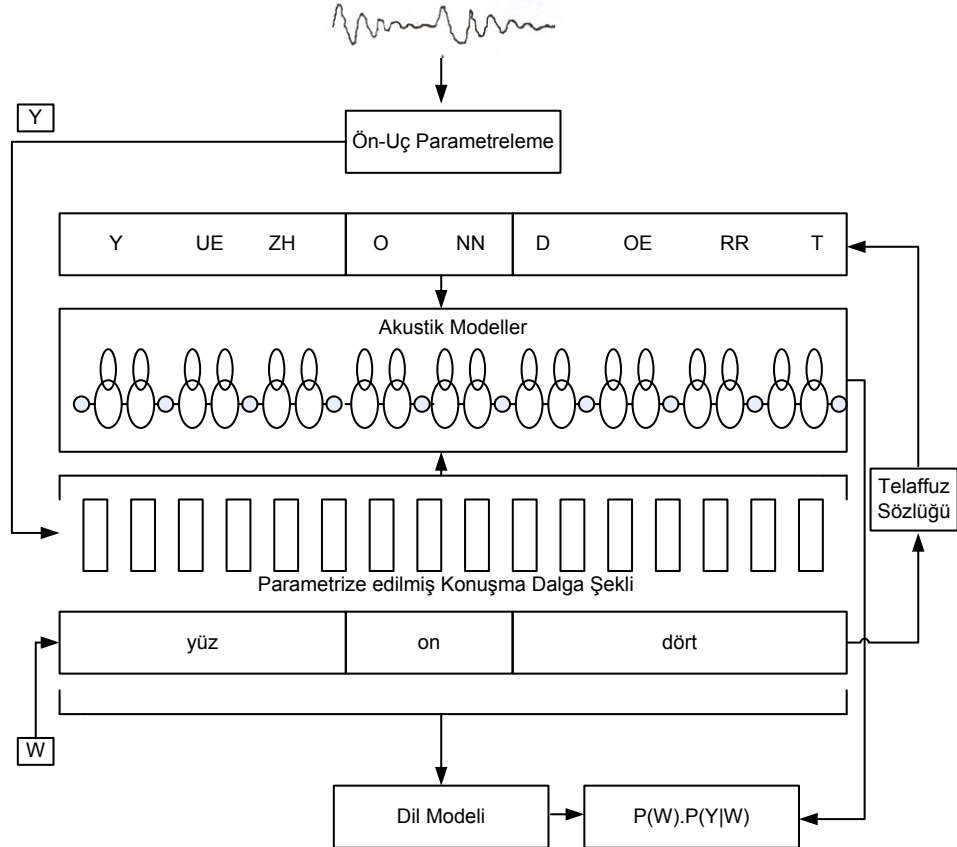 Y
Ön-Uç Parametreleme
Y UE ZH O NN D OE RR T
Akustik Modeller
Telaffuz
Sözlüğü
Parametrize edilmiş Konuşma Dalga Şekli
yüz on dört
W
Dil Modeli
P(W).P(Y|W)